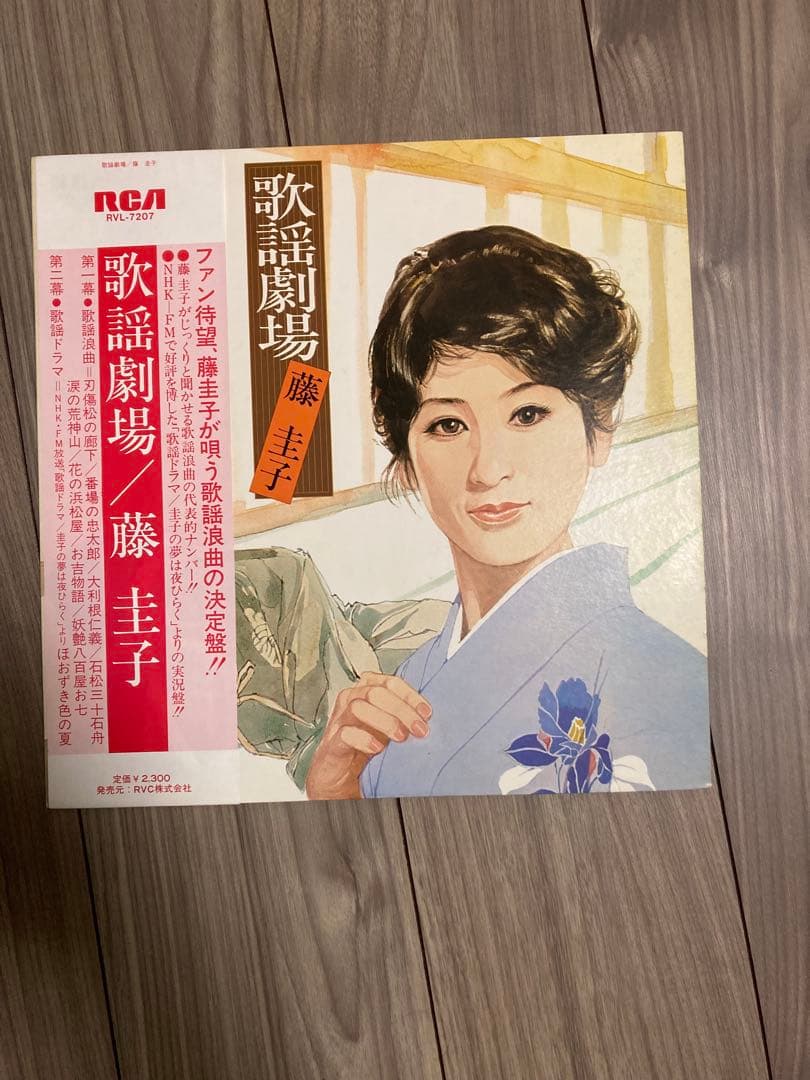 歌謡劇場/藤 圭子
RCA
RVL-7207
ファン待望、藤圭子が唄う歌謡浪曲の決定盤!!
●藤 圭子がじっくりと聞かせる歌謡浪曲の代表的ナンバー!!
●NHK—FMで好評を博した「歌謡ドラマ/圭子の夢は夜ひらく」よりの実況盤!!
歌謡劇場/藤 圭子
第一幕●歌謡浪曲=刃傷松の廊下/番場の忠太郎/大利根仁義/石松三十石舟
涙の荒神山/花の浜松屋/お吉物語/妖艶八百屋お七
第二幕●歌謡ドラマ=NHK・FM放送「歌謡ドラマ/圭子の夢は夜ひらく」よりほおずき色の夏
定価¥2,300
発売元:RVC株式会社
歌謡劇場
藤 圭子